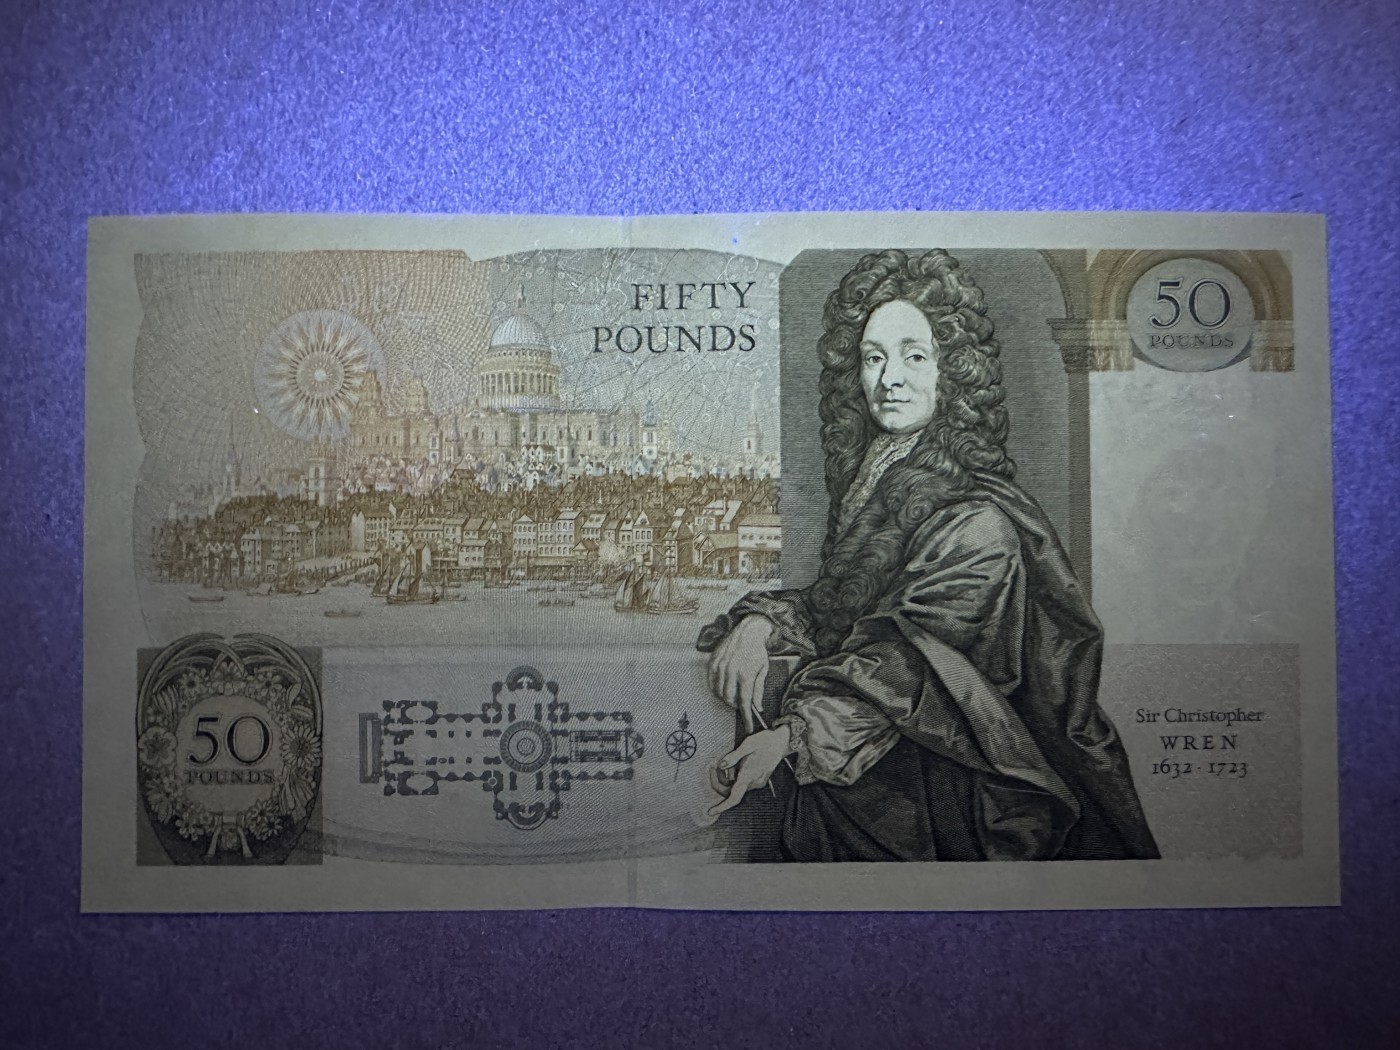 FIFTY
POUNDS
50
POUNDS
50
POUNDS
Sir Christopher
WREN
1632 - 1723